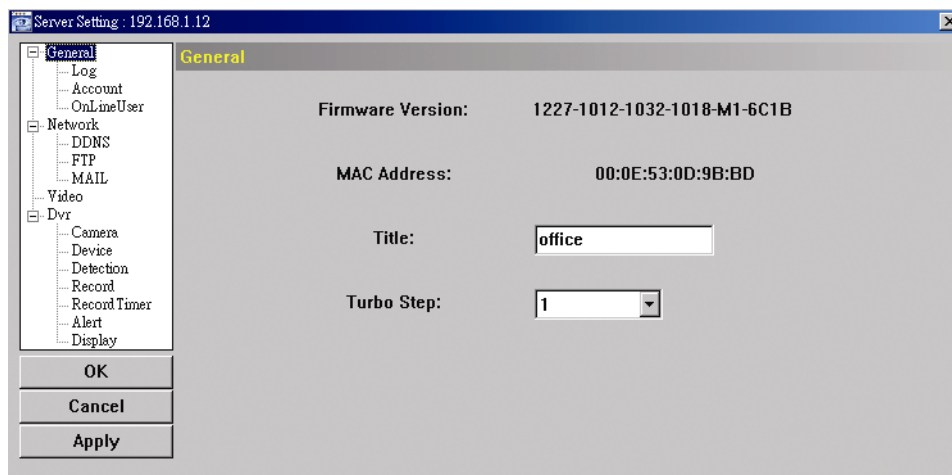 Server Setting : 192.168.1.12
General
Log
Account
OnLineUser
Network
DDNS
FTP
MAIL
Video
Dvr
Camera
Device
Detection
Record
Record Timer
Alert
Display
OK
Cancel
Apply
General
Firmware Version: 1227-1012-1032-1018-M1-6C1B
MAC Address: 00:0E:53:0D:9B:BD
Title: office
Turbo Step: 1